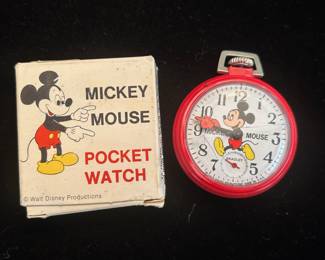 MICKEY
MOUSE
POCKET
WATCH
© Walt Disney Productions
12
11 1
10 2
MICKEY MOUSE
9 3
BRADLEY
8 4
7 5